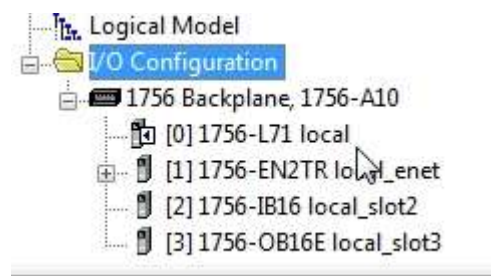 Logical Model
I/O Configuration
1756 Backplane, 1756-A10
[0] 1756-L71 local
[1] 1756-EN2TR local_enet
[2] 1756-IB16 local_slot2
[3] 1756-OB16E local_slot3